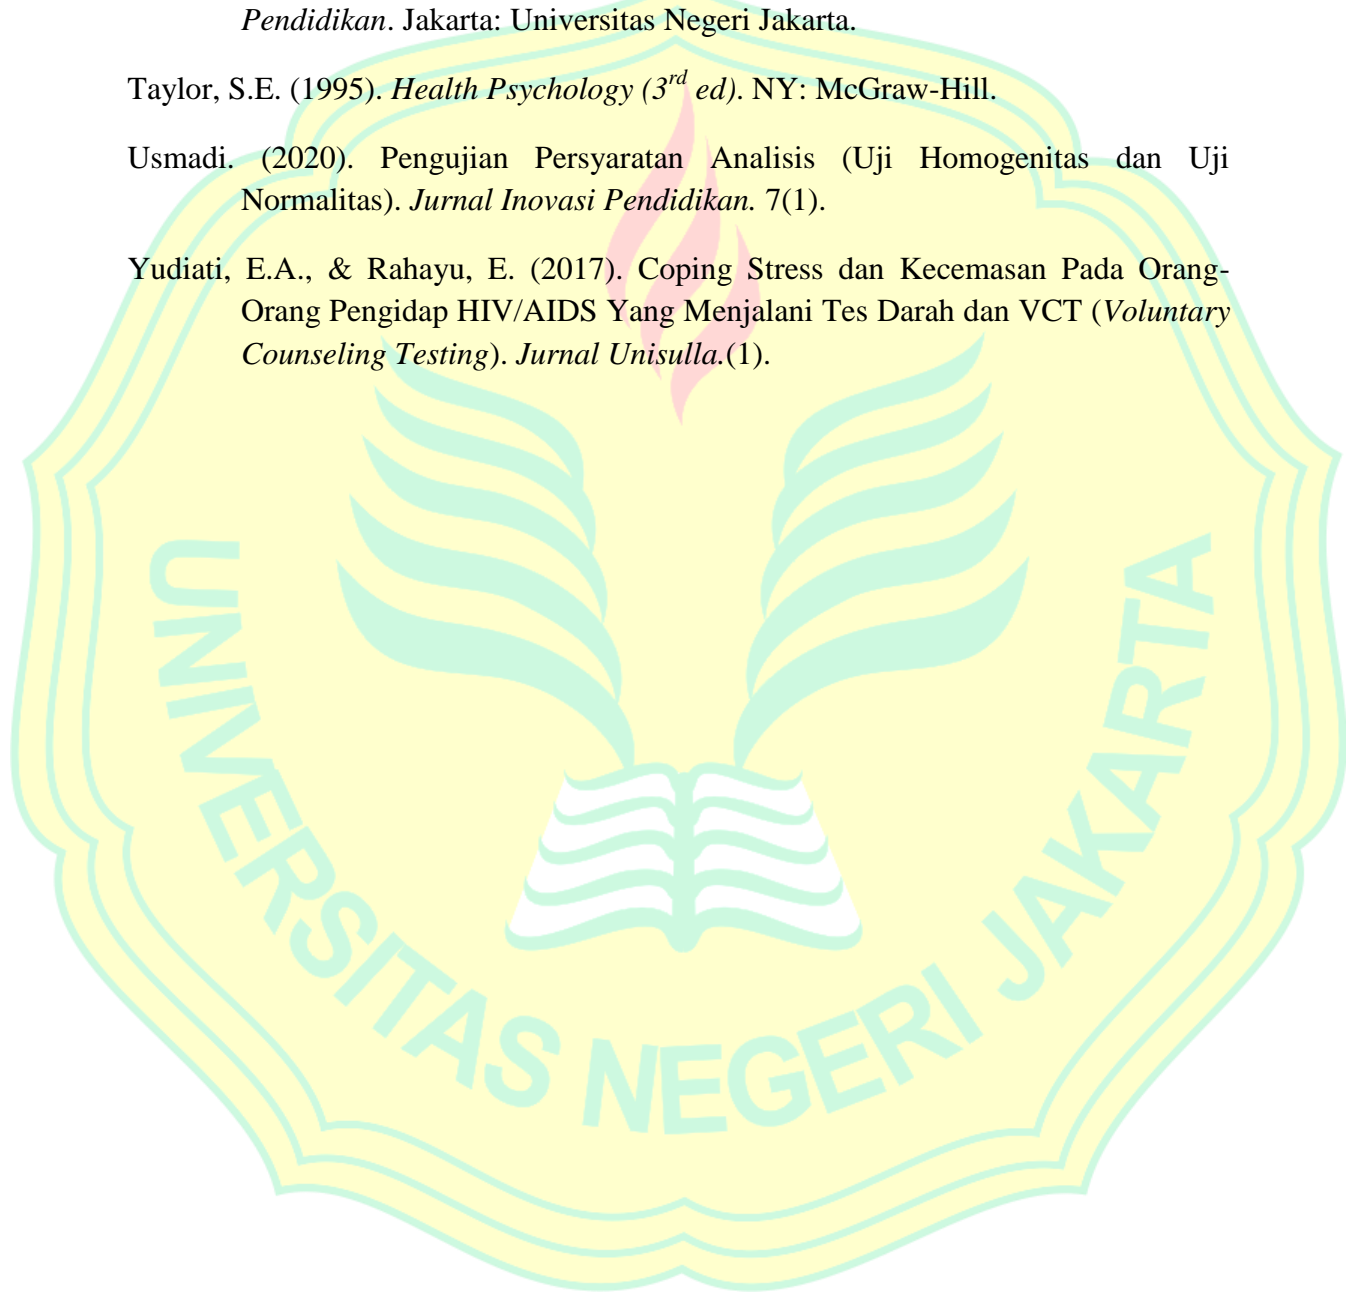 Pendidikan. Jakarta: Universitas Negeri Jakarta.
Taylor, S.E. (1995). Health Psychology (3rd ed). NY: McGraw-Hill.
Usmadi. (2020). Pengujian Persyaratan Analisis (Uji Homogenitas dan Uji
Normalitas). Jurnal Inovasi Pendidikan. 7(1).
Yudiati, E.A., & Rahayu, E. (2017). Coping Stress dan Kecemasan Pada Orang-
Orang Pengidap HIV/AIDS Yang Menjalani Tes Darah dan VCT (Voluntary
Counseling Testing). Jurnal Unisulla.(1).
UNIVERSITAS NEGERI JAKARTA